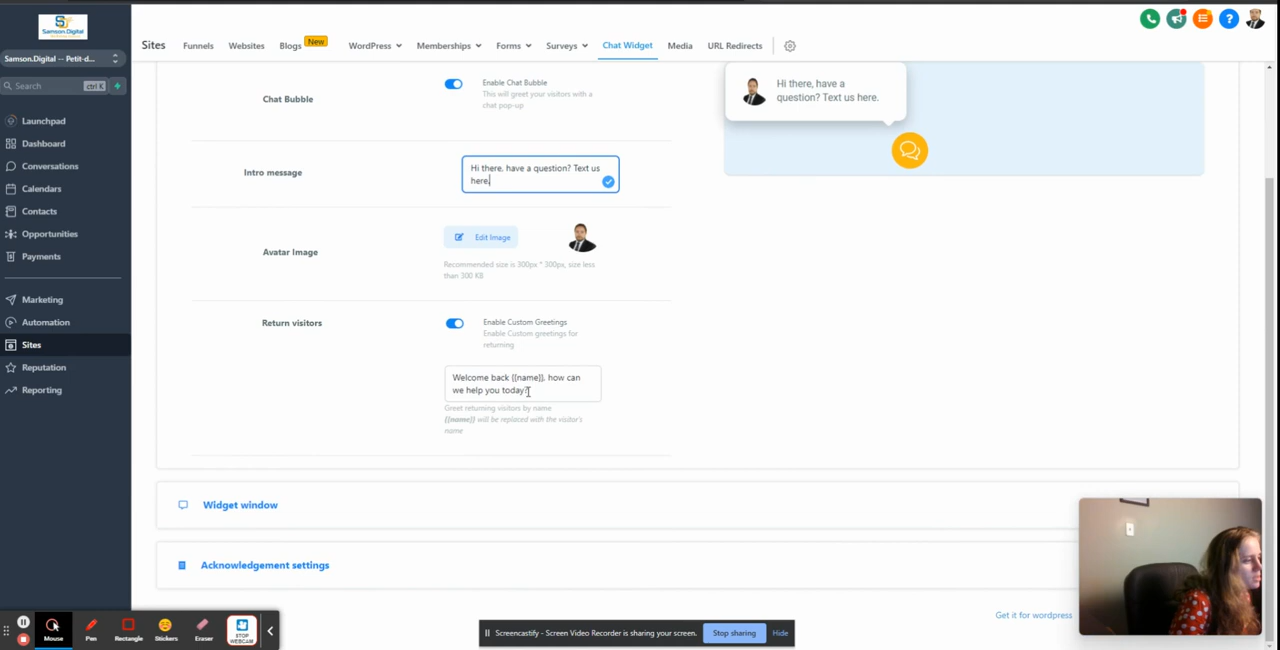 Samson.Digital
Sites
Funnels
Websites
Blogs
New
WordPress
Memberships
Forms
Surveys
Chat Widget
Media
URL Redirects
?
Samson.Digital -- Petit-d...
Search
ctrl K
Launchpad
Dashboard
Conversations
Calendars
Contacts
Opportunities
Payments
Marketing
Automation
Sites
Reputation
Reporting
Chat Bubble
Enable Chat Bubble
This will greet your visitors with a
chat pop-up
Intro message
Hi there, have a question? Text us
here.
Avatar Image
Edit Image
Recommended size is 300px * 300px, size less
than 300 KB
Return visitors
Enable Custom Greetings
Enable Custom greetings for
returning
Welcome back {{name}}, how can
we help you today?
Greet returning visitors by name
{{name}} will be replaced with the visitor's
name
Hi there, have a
question? Text us here.
Widget window
Acknowledgement settings
Get it for wordpress
Mouse
Pen
Rectangle
Stickers
Eraser
STOP
WEBCAM
Screencastify - Screen Video Recorder is sharing your screen.
Stop sharing
Hide